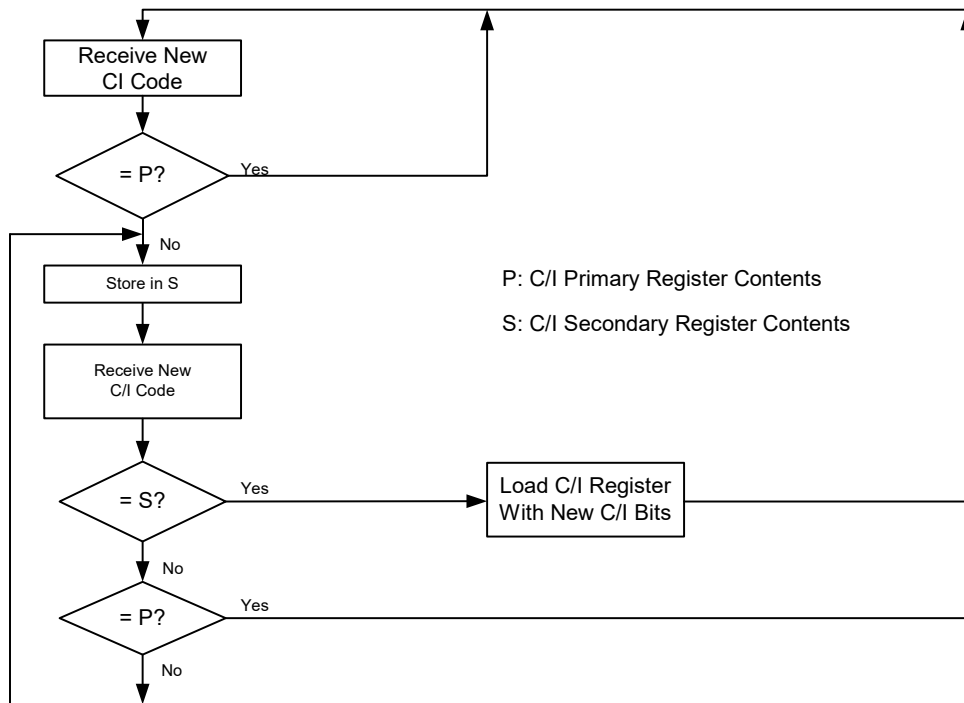 Receive New
CI Code
= P?
Yes
No
Store in S
P: C/I Primary Register Contents
S: C/I Secondary Register Contents
Receive New
C/I Code
= S?
Yes
Load C/I Register
With New C/I Bits
No
= P?
Yes
No